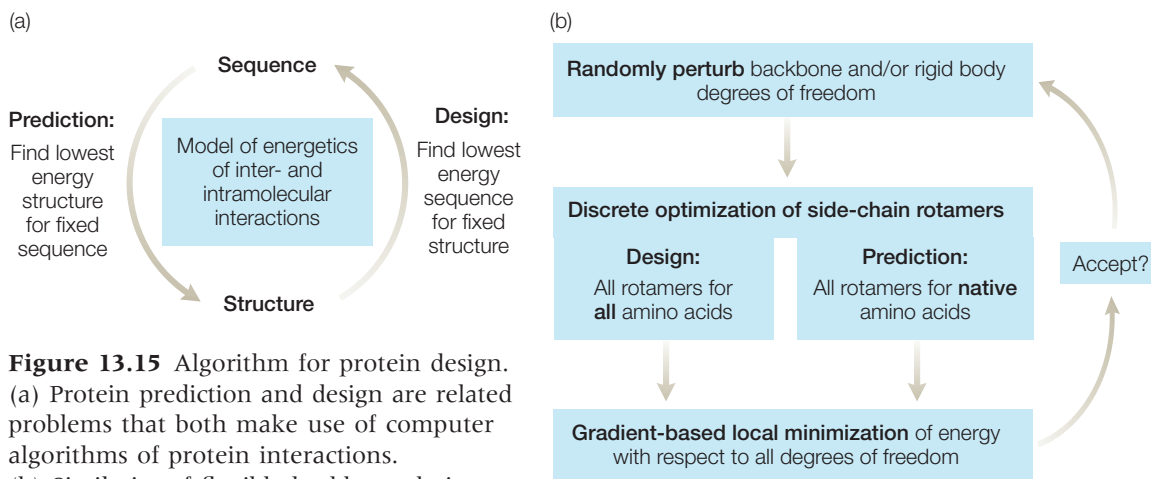 (a)
Sequence
Prediction:
Find lowest
energy
structure
for fixed
sequence
Model of energetics
of inter- and
intramolecular
interactions
Design:
Find lowest
energy
sequence
for fixed
structure
Structure
Figure 13.15 Algorithm for protein design.
(a) Protein prediction and design are related
problems that both make use of computer
algorithms of protein interactions.
(b)
Randomly perturb backbone and/or rigid body
degrees of freedom
Discrete optimization of side-chain rotamers
Design:
All rotamers for
all amino acids
Prediction:
All rotamers for native
amino acids
Accept?
Gradient-based local minimization of energy
with respect to all degrees of freedom